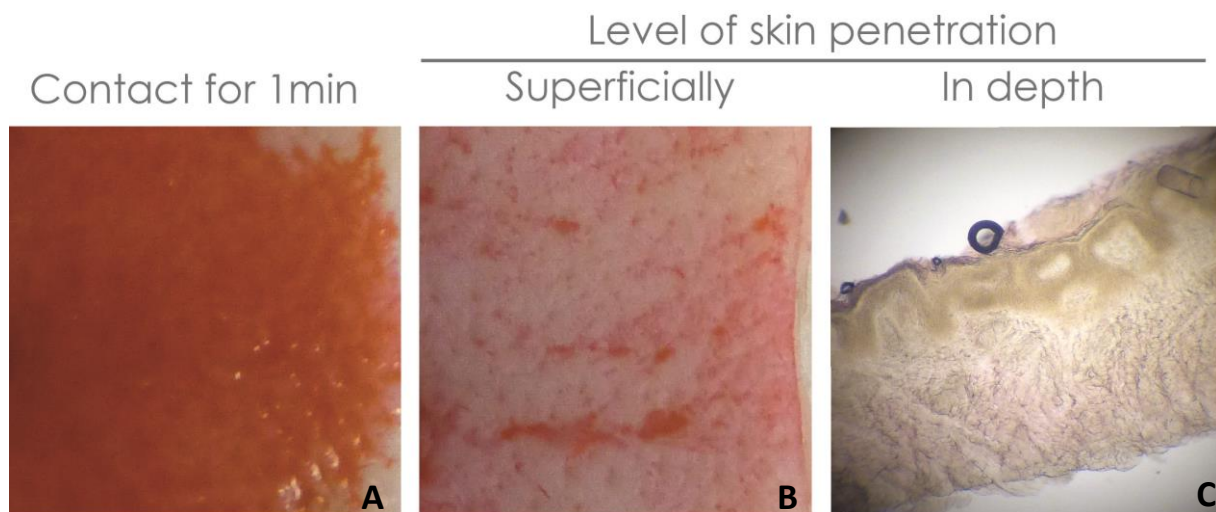 Level of skin penetration
Contact for 1min
Superficially
In depth
A
B
C